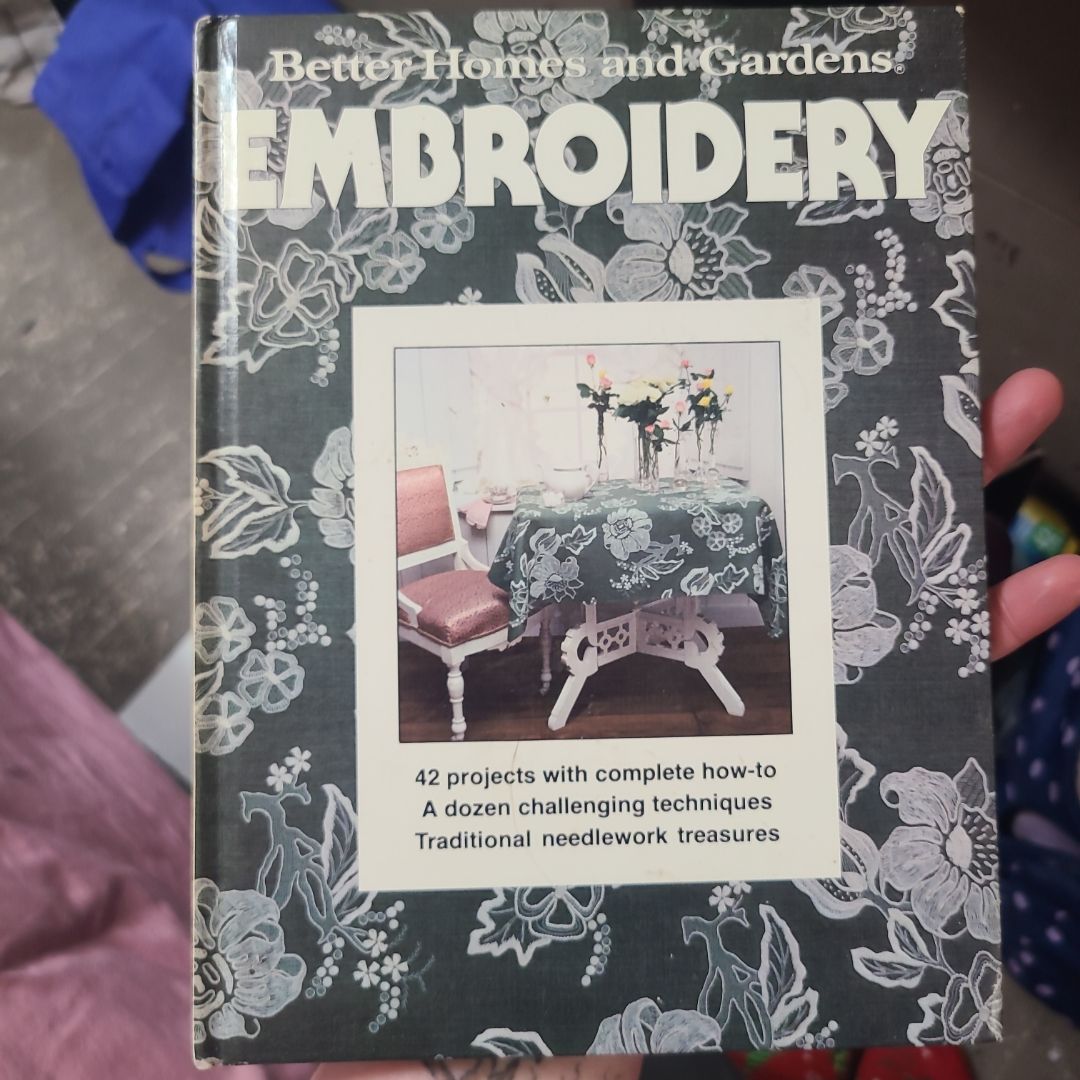 Better Homes and Gardens®
EMBROIDERY
42 projects with complete how-to
A dozen challenging techniques
Traditional needlework treasures